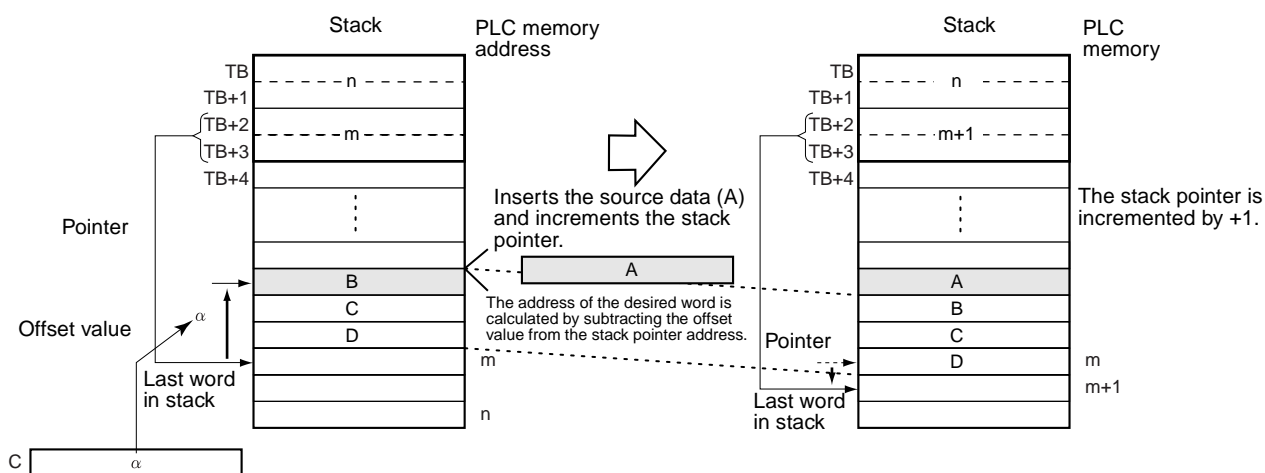 Stack
PLC memory
address
TB
n
TB+1
TB+2
m
TB+3
TB+4
Pointer
B
C
D
Offset value
α
Last word
in stack
m
n
C
α
Inserts the source data (A)
and increments the stack
pointer.
A
The address of the desired word is
calculated by subtracting the offset
value from the stack pointer address.
Stack
PLC
memory
TB
n
TB+1
TB+2
m+1
TB+3
TB+4
The stack pointer is
incremented by +1.
A
B
C
Pointer
D
m
m+1
Last word
in stack